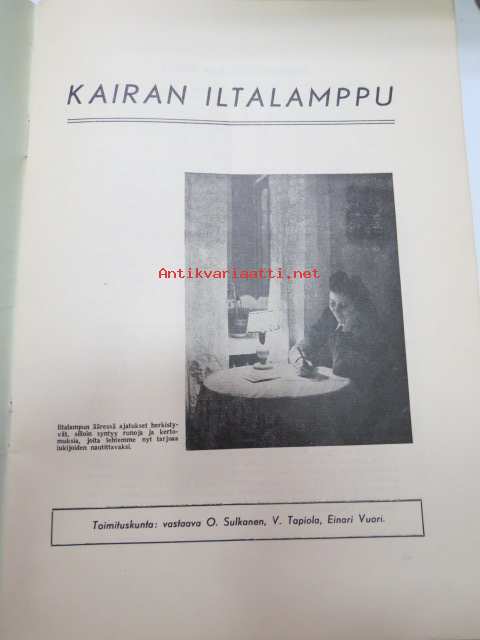 KAIRAN ILTALAMPPU
Antikvariaatti.net
Iltalampun ääressä ajatukset herkisty-
vät, silloin syntyy runoja ja kerto-
muksia, joita lehtemme nyt tarjoaa
lukijoiden nautittavaksi.
Toimituskunta: vastaava O. Sulkanen, V. Tapiola, Einari Vuori.